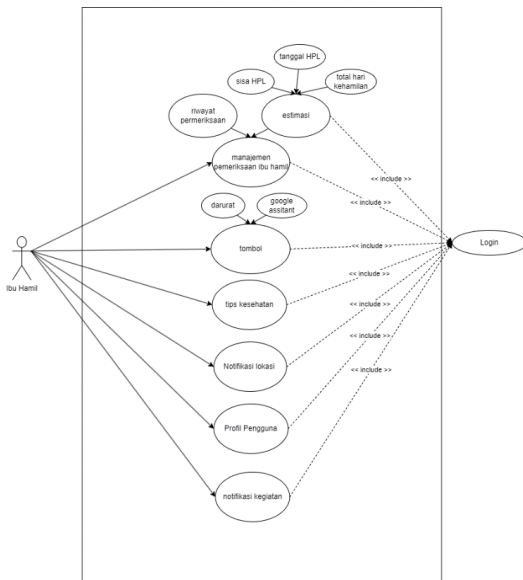 tanggal HPL
sisa HPL
total hari
kehamilan
riwayat
permeriksaan
estimasi
manajemen
pemeriksaan ibu hamil
<< include >>
<< include >>
darurat
google
assitant
tombol
<< include >>
Login
Ibu Hamil
tips kesehatan
<< include >>
<< include >>
Notifikasi lokasi
<< include >>
<< include >>
Profil Pengguna
notifikasi kegiatan